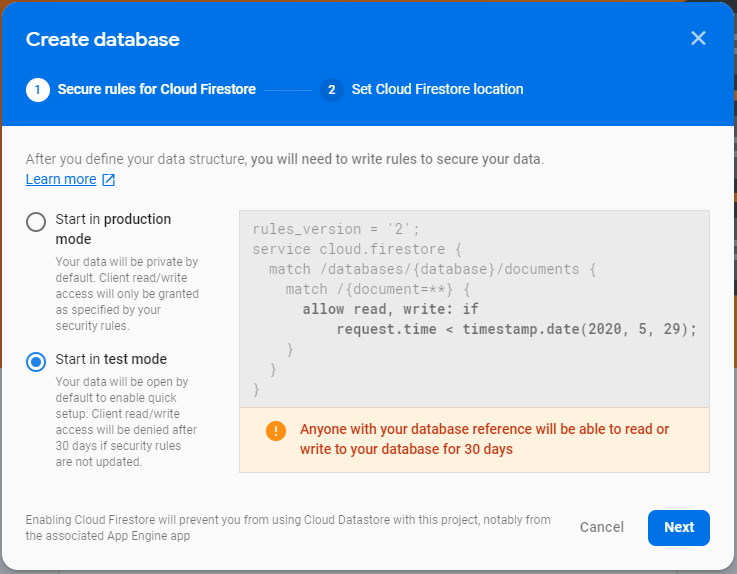 Create database
1 Secure rules for Cloud Firestore 2 Set Cloud Firestore location
After you define your data structure, you will need to write rules to secure your data.
Learn more
Start in production
mode
Your data will be private by
default. Client read/write
access will only be granted
as specified by your
security rules.
Start in test mode
Your data will be open by
default to enable quick
setup. Client read/write
access will be denied after
30 days if security rules
are not updated.
rules_version = '2';
service cloud.firestore {
  match /databases/{database}/documents {
    match /{document=**} {
      allow read, write: if
          request.time < timestamp.date(2020, 5, 29);
    }
  }
}
Anyone with your database reference will be able to read or
write to your database for 30 days
Enabling Cloud Firestore will prevent you from using Cloud Datastore with this project, notably from
the associated App Engine app
Cancel Next